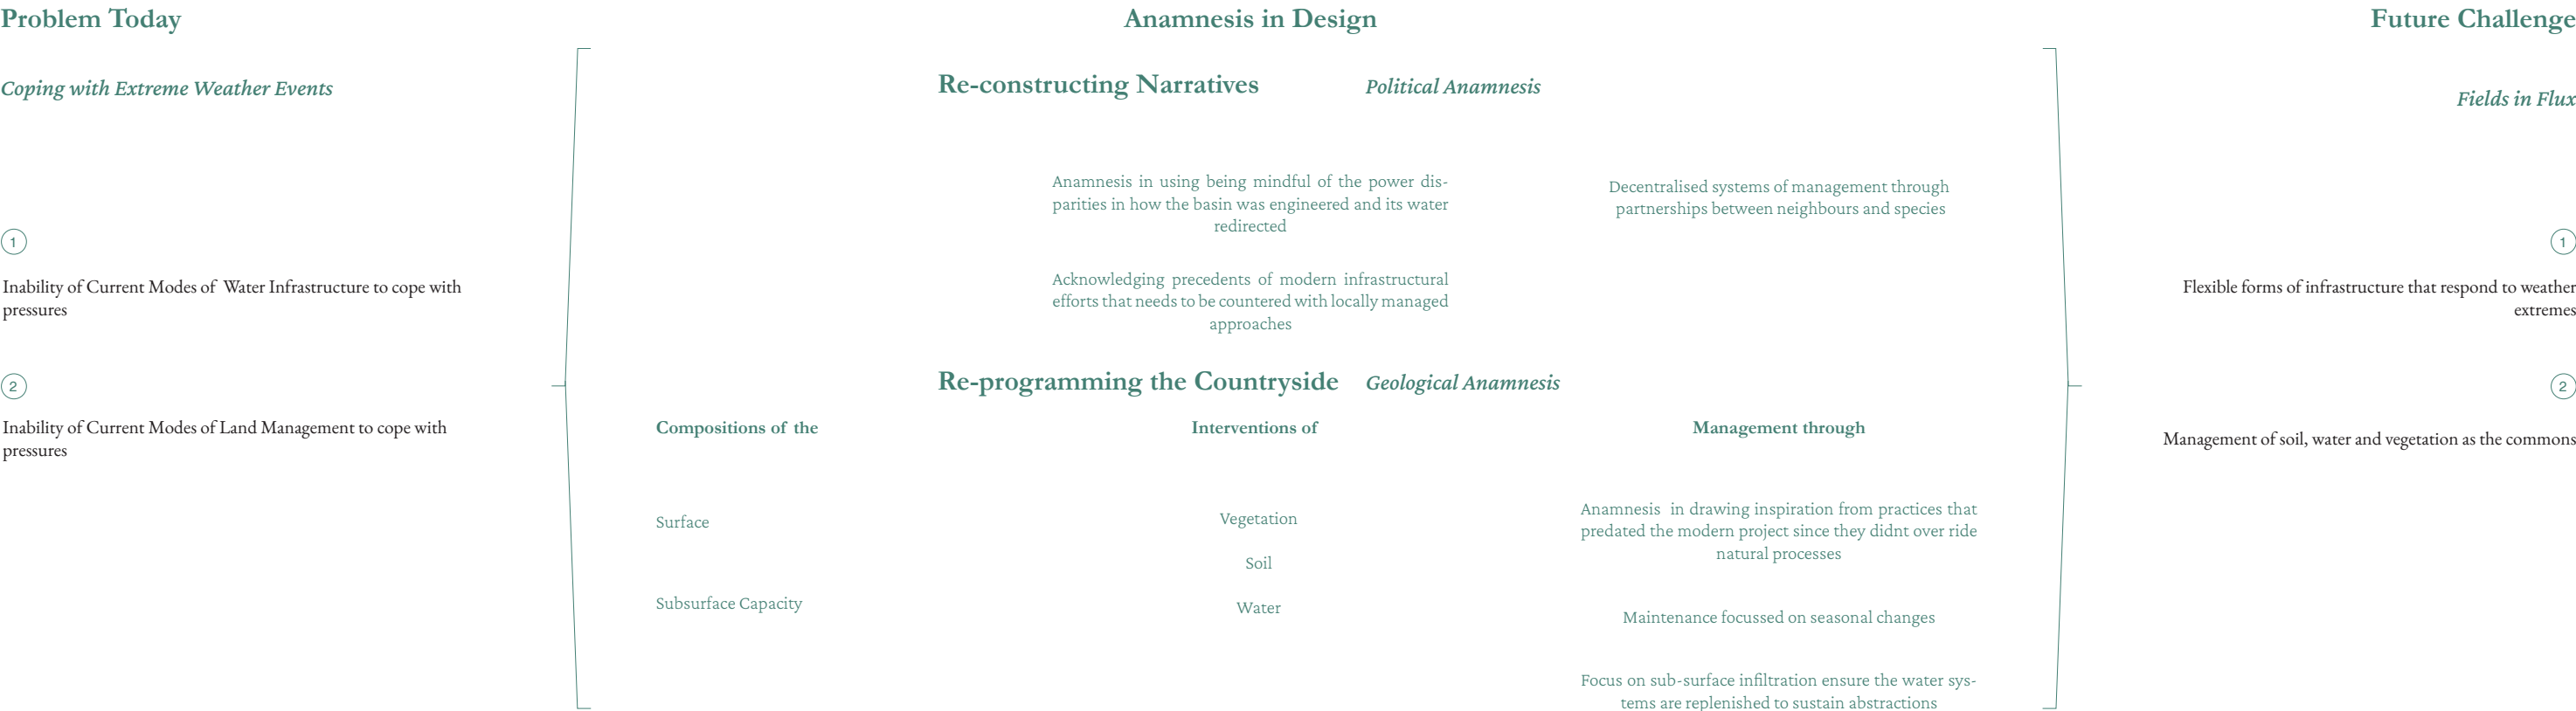 Problem Today
Coping with Extreme Weather Events
1
Inability of Current Modes of Water Infrastructure to cope with
pressures
2
Inability of Current Modes of Land Management to cope with
pressures
Anamnesis in Design
Re-constructing Narratives
Political Anamnesis
Anamnesis in using being mindful of the power dis-
parities in how the basin was engineered and its water
redirected
Acknowledging precedents of modern infrastructural
efforts that needs to be countered with locally managed
approaches
Decentralised systems of management through
partnerships between neighbours and species
Re-programming the Countryside
Geological Anamnesis
Compositions of the
Surface
Subsurface Capacity
Interventions of
Vegetation
Soil
Water
Management through
Anamnesis in drawing inspiration from practices that
predated the modern project since they didnt over ride
natural processes
Maintenance focussed on seasonal changes
Focus on sub-surface infiltration ensure the water sys-
tems are replenished to sustain abstractions
Future Challenge
Fields in Flux
1
Flexible forms of infrastructure that respond to weather
extremes
2
Management of soil, water and vegetation as the commons